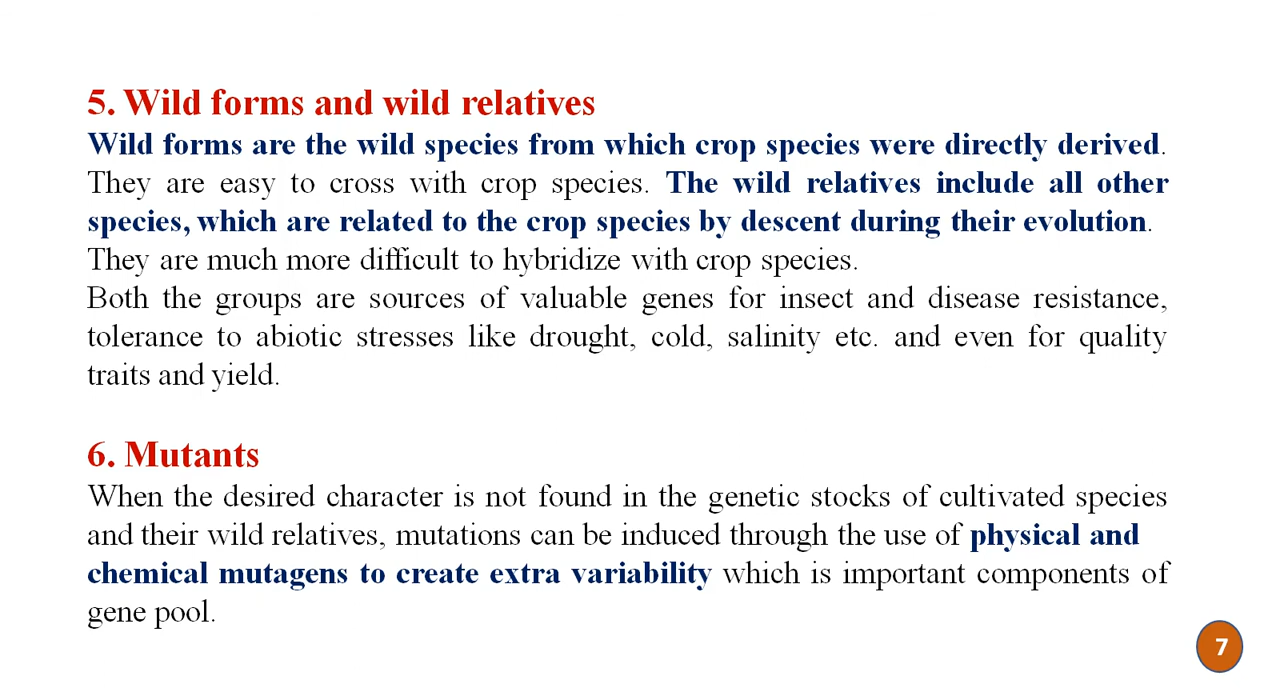 5. Wild forms and wild relatives
Wild forms are the wild species from which crop species were directly derived.
They are easy to cross with crop species. The wild relatives include all other
species, which are related to the crop species by descent during their evolution.
They are much more difficult to hybridize with crop species.
Both the groups are sources of valuable genes for insect and disease resistance,
tolerance to abiotic stresses like drought, cold, salinity etc. and even for quality
traits and yield.
6. Mutants
When the desired character is not found in the genetic stocks of cultivated species
and their wild relatives, mutations can be induced through the use of physical and
chemical mutagens to create extra variability which is important components of
gene pool.
7